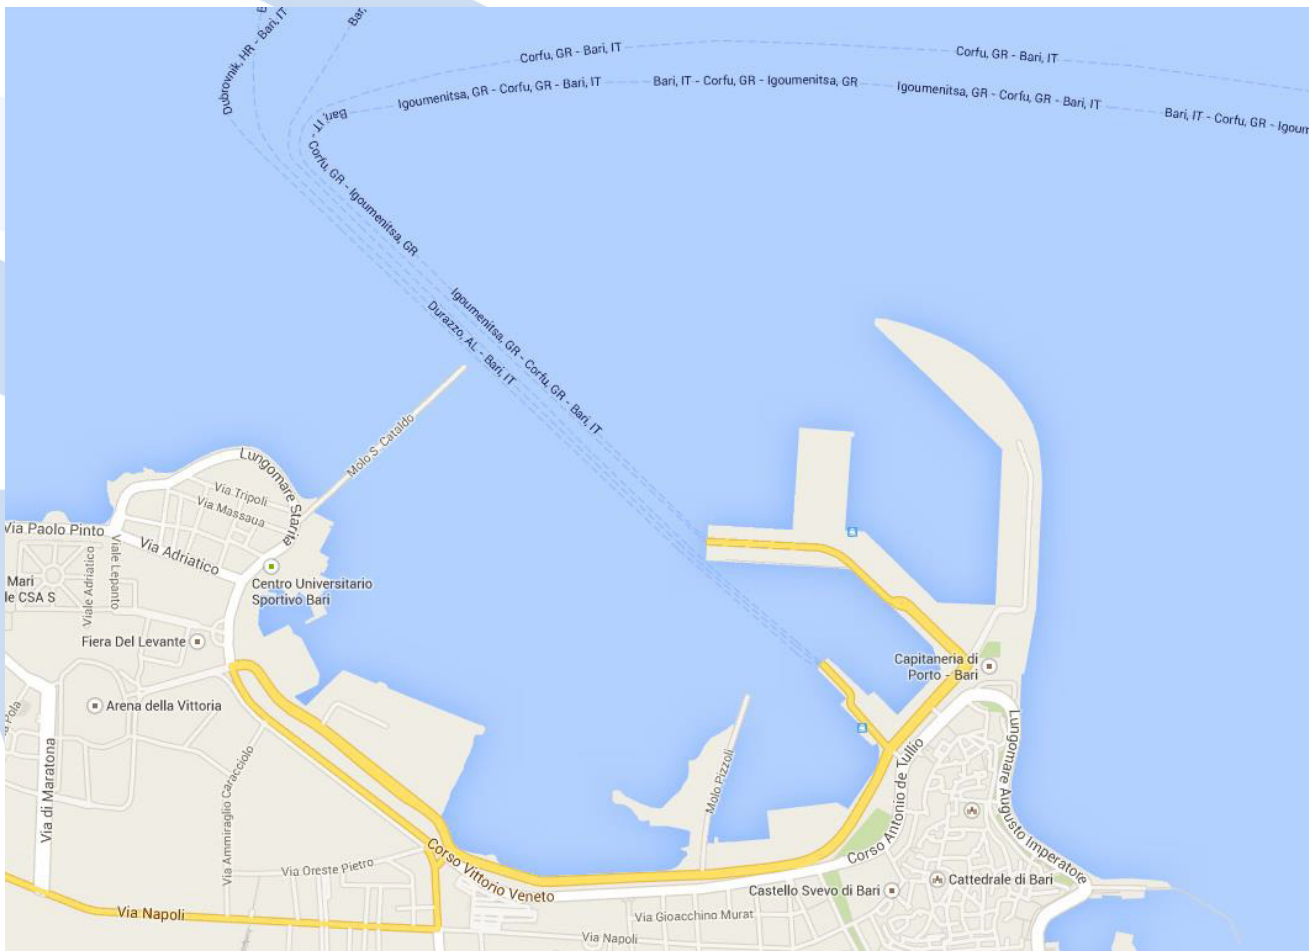 Dubrovnik, HR - Bari, IT
Bar,
Corfu, GR - Bari, IT
Corfu, GR - Bari, IT
Igoumenitsa, GR - Corfu, GR - Bari, IT
Bari, IT - Corfu, GR - Igoumenitsa, GR
Igoumenitsa, GR - Corfu, GR - Bari, IT
Bari, IT - Corfu, GR - Igoum
Bari, IT - Corfu, GR - Igoumenitsa, GR
Igoumenitsa, GR - Corfu, GR - Bari, IT
Durazzo, AL - Bari, IT
Molo S. Cataldo
Lungomare Starita
Via Tripoli
Via Massaua
Via Paolo Pinto
Via Adriatico
Viale Adriatico
Viale Lepanto
Mari
le CSA S
Centro Universitario
Sportivo Bari
Fiera Del Levante
Arena della Vittoria
Capitaneria di
Porto - Bari
Pola
Via di Maratona
Via Ammiraglio Caracciolo
Molo Pizzoli
Corso Antonio de Tullio
Lungomare Augusto Imperatore
Via Oreste Pietro
Corso Vittorio Veneto
Castello Svevo di Bari
Cattedrale di Bari
Via Napoli
Via Gioacchino Murat
Via Napoli